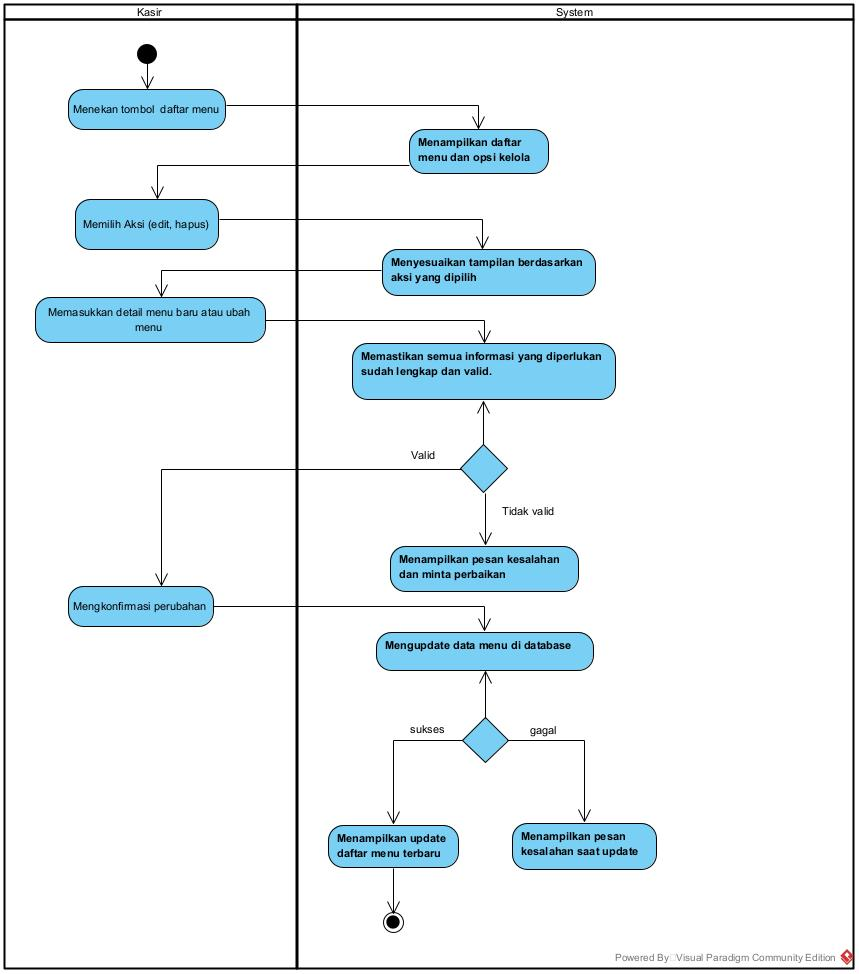 Kasir
System
Menekan tombol daftar menu
Menampilkan daftar
menu dan opsi kelola
Memilih Aksi (edit, hapus)
Menyesuaikan tampilan berdasarkan
aksi yang dipilih
Memasukkan detail menu baru atau ubah
menu
Memastikan semua informasi yang diperlukan
sudah lengkap dan valid.
Valid
Tidak valid
Menampilkan pesan kesalahan
dan minta perbaikan
Mengkonfirmasi perubahan
Mengupdate data menu di database
sukses
gagal
Menampilkan update
daftar menu terbaru
Menampilkan pesan
kesalahan saat update
Powered By Visual Paradigm Community Edition